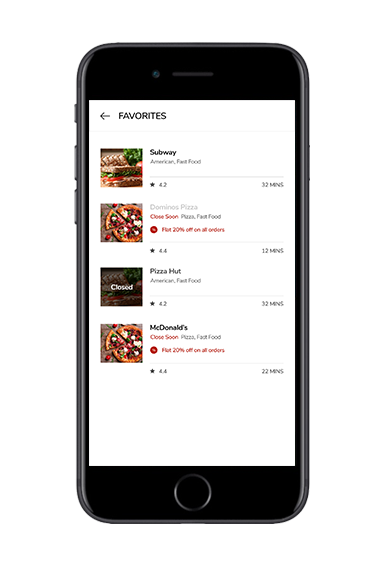 FAVORITES
Subway
American, Fast Food
4.2 32 MINS
Dominos Pizza
Close Soon Pizza, Fast Food
Flat 20% off on all orders
4.4 12 MINS
Closed
Pizza Hut
American, Fast Food
4.2 32 MINS
McDonald's
Close Soon Pizza, Fast Food
Flat 20% off on all orders
4.4 22 MINS